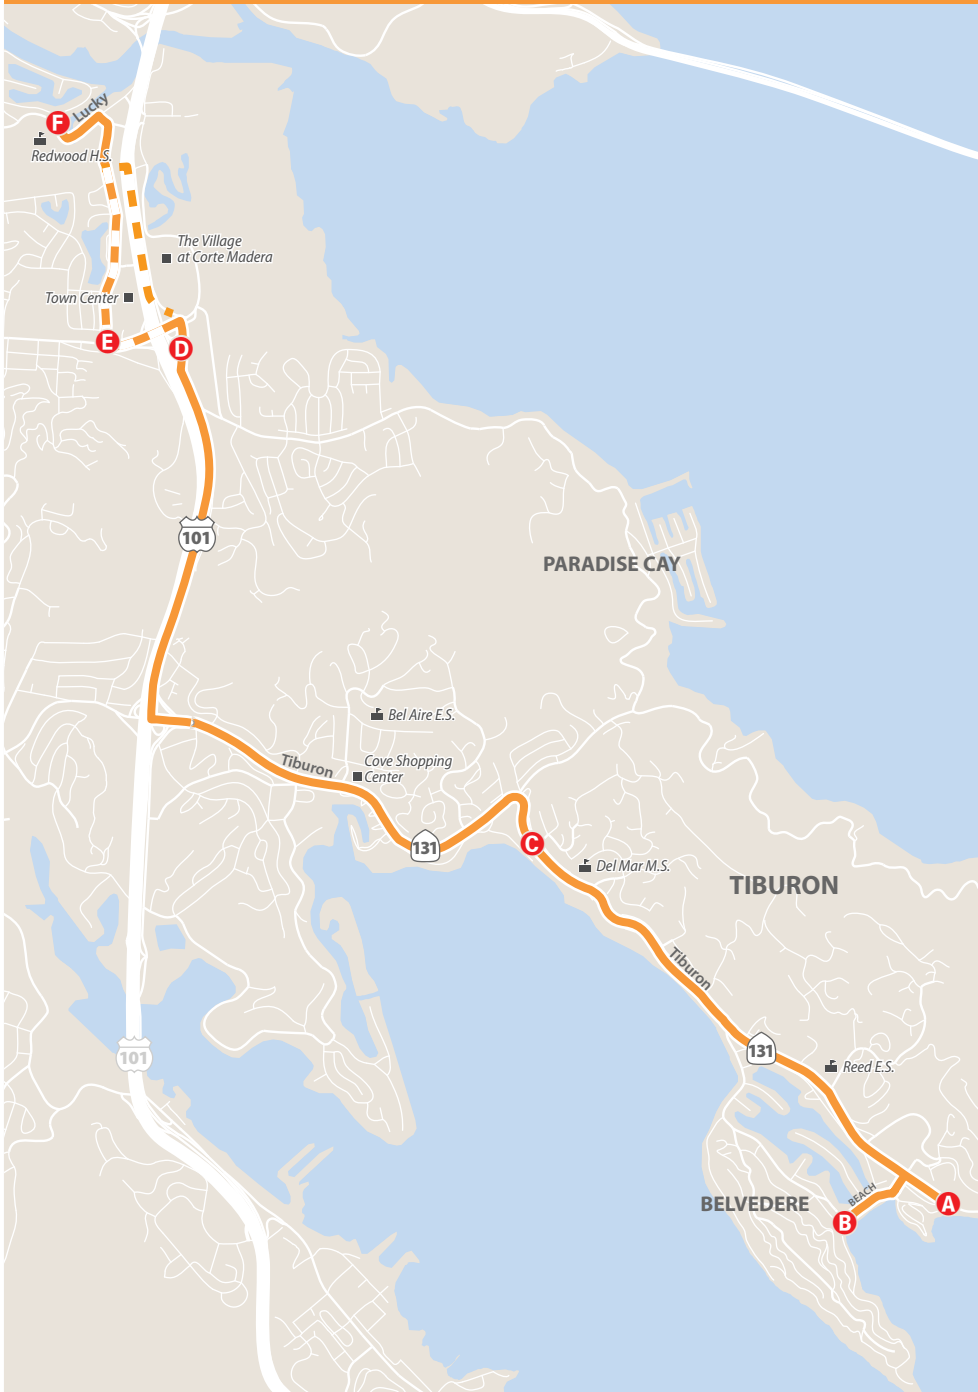 Lucky
F
Redwood H.S.
The Village
at Corte Madera
Town Center
E
D
101
PARADISE CAY
Bel Aire E.S.
Tiburon
Cove Shopping
Center
131
C
Del Mar M.S.
TIBURON
Tiburon
131
101
Reed E.S.
BEACH
BELVEDERE
A
B